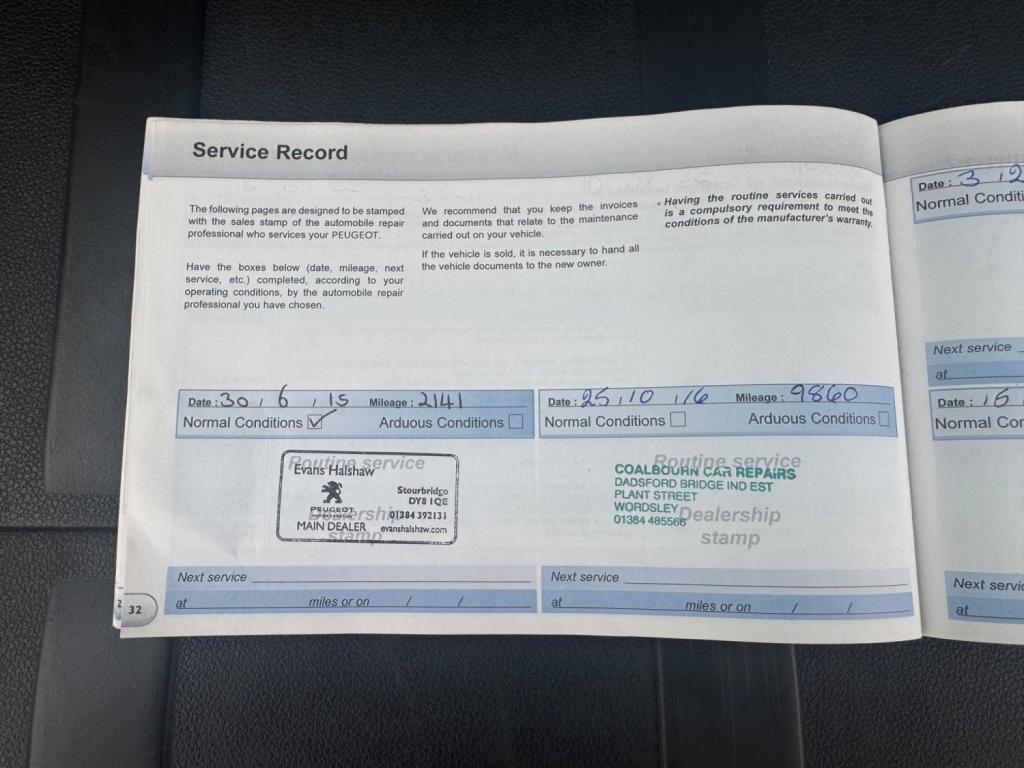 Service Record
The following pages are designed to be stamped
with the sales stamp of the automobile repair
professional who services your PEUGEOT.
Have the boxes below (date, mileage, next
service, etc.) completed, according to your
operating conditions, by the automobile repair
professional you have chosen.
We recommend that you keep the invoices
and documents that relate to the maintenance
carried out on your vehicle.
If the vehicle is sold, it is necessary to hand all
the vehicle documents to the new owner.
• Having the routine services carried out
is a compulsory requirement to meet the
conditions of the manufacturer's warranty.
Date : 30 / 6 / 15 Mileage : 2141
Normal Conditions Arduous Conditions
Routine service
Evans Halshaw
PEUGEOT
MAIN DEALER
Stourbridge
DY8 1QE
01384 392131
evanshalshaw.com
Dealership
stamp
Next service
at miles or on / /
Date : 25 / 10 / 16 Mileage : 9860
Normal Conditions Arduous Conditions
Routine service
COALBOURN CAR REPAIRS
DADSFORD BRIDGE IND EST
PLANT STREET
WORDSLEY
01384 485566
Dealership
stamp
Next service
at miles or on / /
32
Date : 3 12
Normal Conditi
Next service
at
Date :
Normal Con
Next servic
at